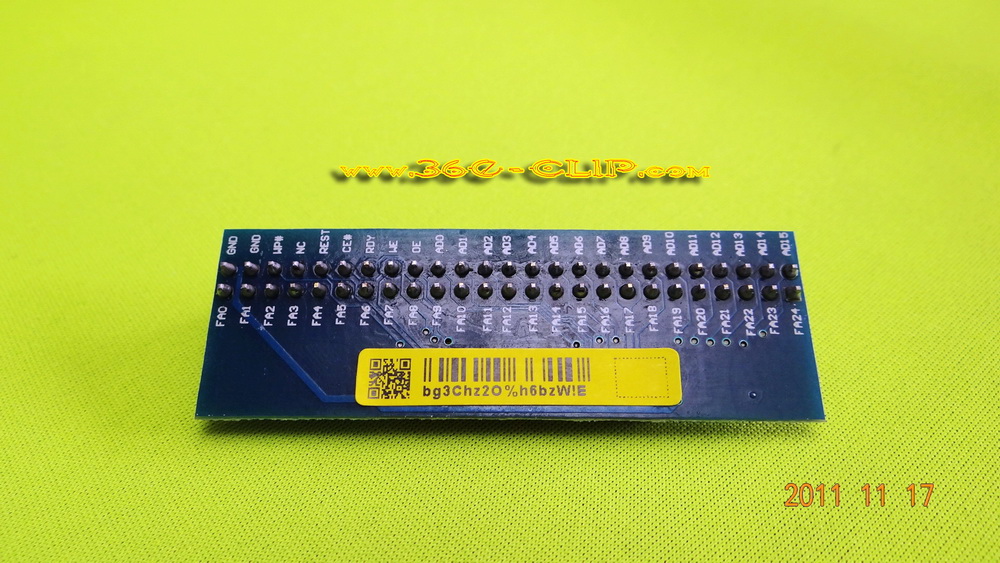 www.360-CLIP.com
GND GND WP# NC REST CE# RDY WE OE AD0 AD1 AD2 AD3 AD4 AD5 AD6 AD7 AD8 AD9 AD10 AD11 AD12 AD13 AD14 AD15
FA0 FA1 FA2 FA3 FA4 FA5 FA6 FA7 FA8 FA9 FA10 FA11 FA12 FA13 FA14 FA15 FA16 FA17 FA18 FA19 FA20 FA21 FA22 FA23 FA24
bg3Chz2O%h6bzW!E
2011 11 17